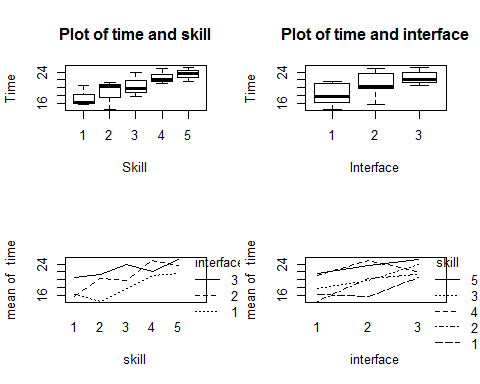 Plot of time and skill
Time
24
16
1 2 3 4 5
Skill
Plot of time and interface
Time
24
16
1 2 3
Interface
mean of time
24
16
1 2 3 4 5
skill
interface
3
2
1
mean of time
24
16
1 2 3
interface
skill
5
3
4
2
1